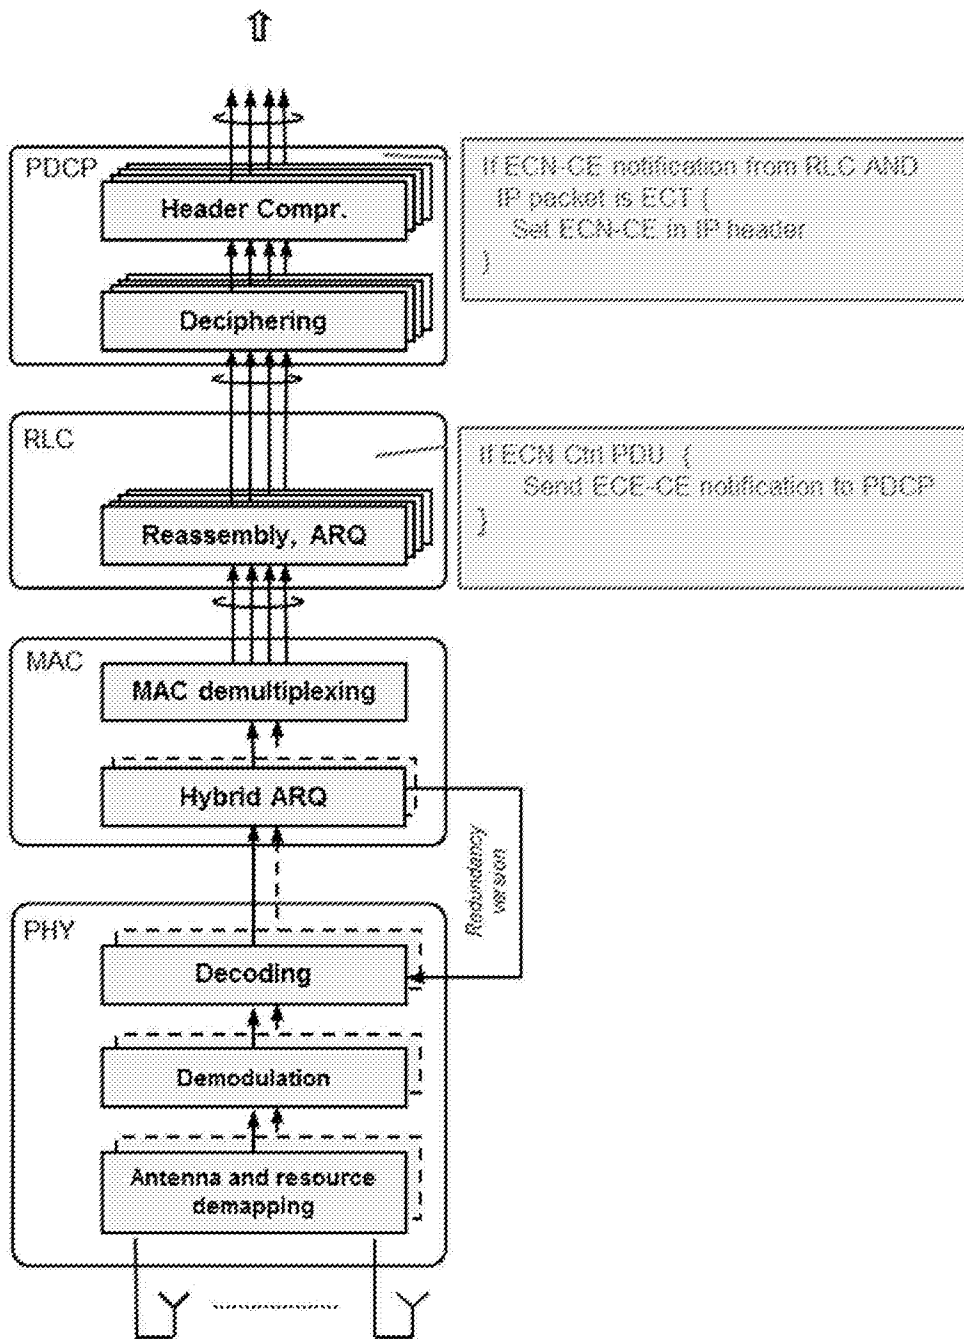 PDCP
Header Compr.
Deciphering
If ECN-CE notification from RLC AND
IP packet is ECT {
Set ECN-CE in IP header
}
RLC
Reassembly, ARQ
If ECN Ctrl PDU {
Send ECE-CE notification to PDCP
}
MAC
MAC demultiplexing
Hybrid ARQ
Redundancy
version
PHY
Decoding
Demodulation
Antenna and resource
demapping